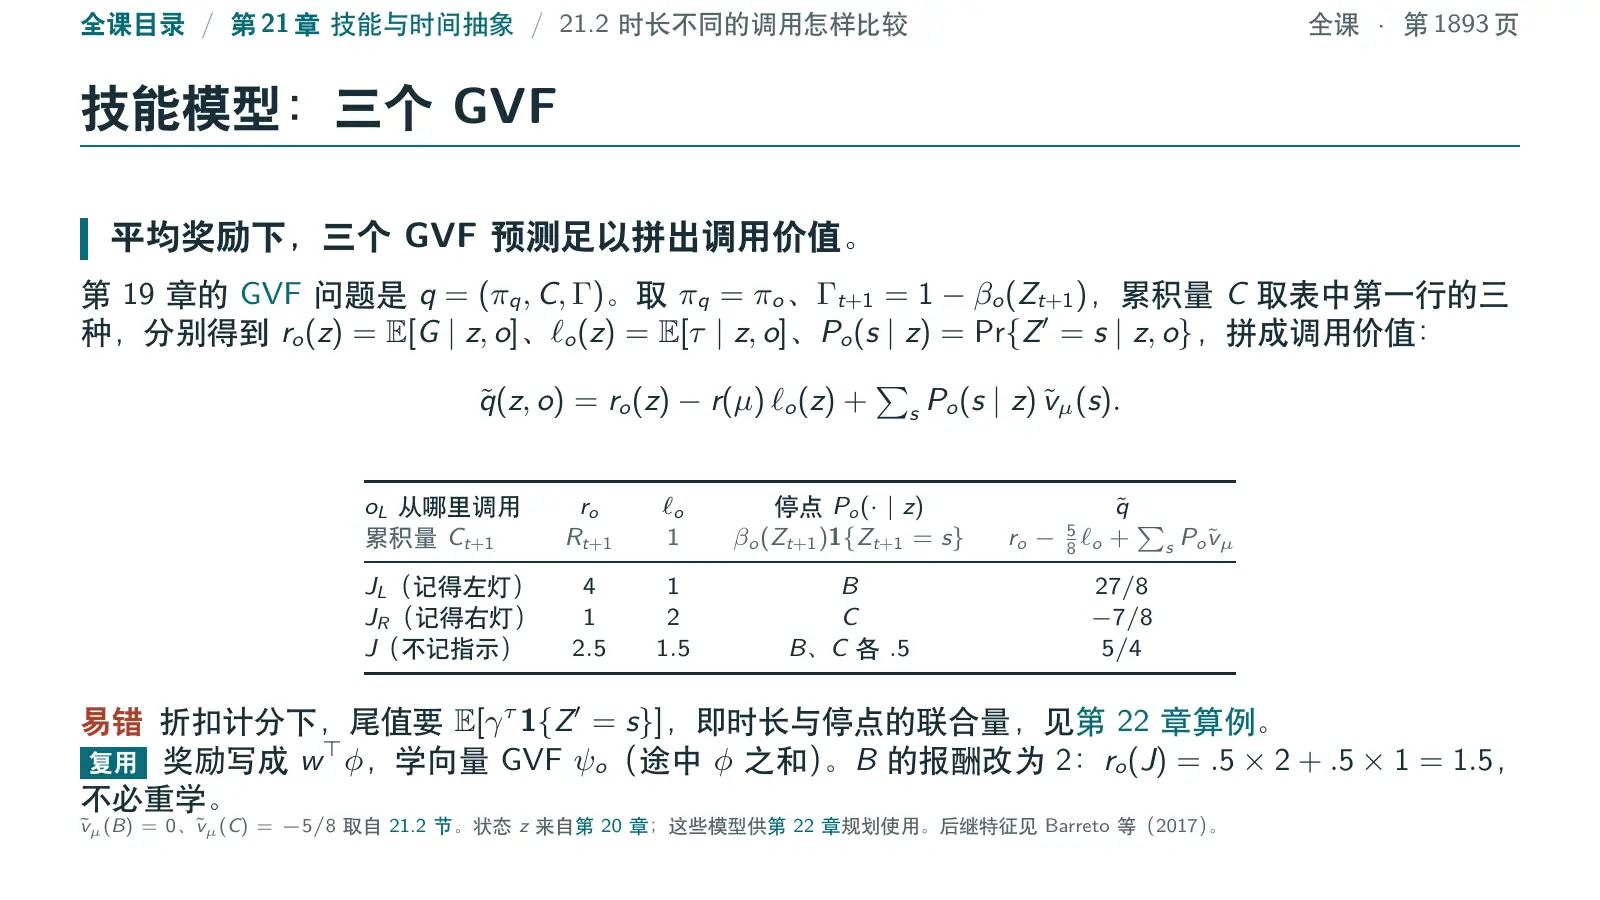 全课目录 / 第 21 章 技能与时间抽象 / 21.2 时长不同的调用怎样比较 全课 · 第 1893 页
技能模型：三个 GVF
平均奖励下，三个 GVF 预测足以拼出调用价值。
第 19 章的 GVF 问题是 q = (π_q, C, Γ)。取 π_q = π_o、Γ_{t+1} = 1 − β_o(Z_{t+1})，累积量 C 取表中第一行的三
种，分别得到 r_o(z) = 𝔼[G | z, o]、ℓ_o(z) = 𝔼[τ | z, o]、P_o(s | z) = Pr{Z′ = s | z, o}，拼成调用价值：
q̃(z, o) = r_o(z) − r(μ) ℓ_o(z) + ∑_s P_o(s | z) ṽ_μ(s).
o_L 从哪里调用 r_o ℓ_o 停点 P_o(· | z) q̃
累积量 C_{t+1} R_{t+1} 1 β_o(Z_{t+1})𝟏{Z_{t+1} = s} r_o − 5/8 ℓ_o + ∑_s P_o ṽ_μ
J_L（记得左灯） 4 1 B 27/8
J_R（记得右灯） 1 2 C −7/8
J（不记指示） 2.5 1.5 B、C 各 .5 5/4
易错 折扣计分下，尾值要 𝔼[γ^τ 𝟏{Z′ = s}]，即时长与停点的联合量，见第 22 章算例。
复用 奖励写成 w^⊤ϕ，学向量 GVF ψ_o（途中 ϕ 之和）。B 的报酬改为 2：r_o(J) = .5 × 2 + .5 × 1 = 1.5，
不必重学。
ṽ_μ(B) = 0、ṽ_μ(C) = −5/8 取自 21.2 节。状态 z 来自第 20 章；这些模型供第 22 章规划使用。后继特征见 Barreto 等（2017）。